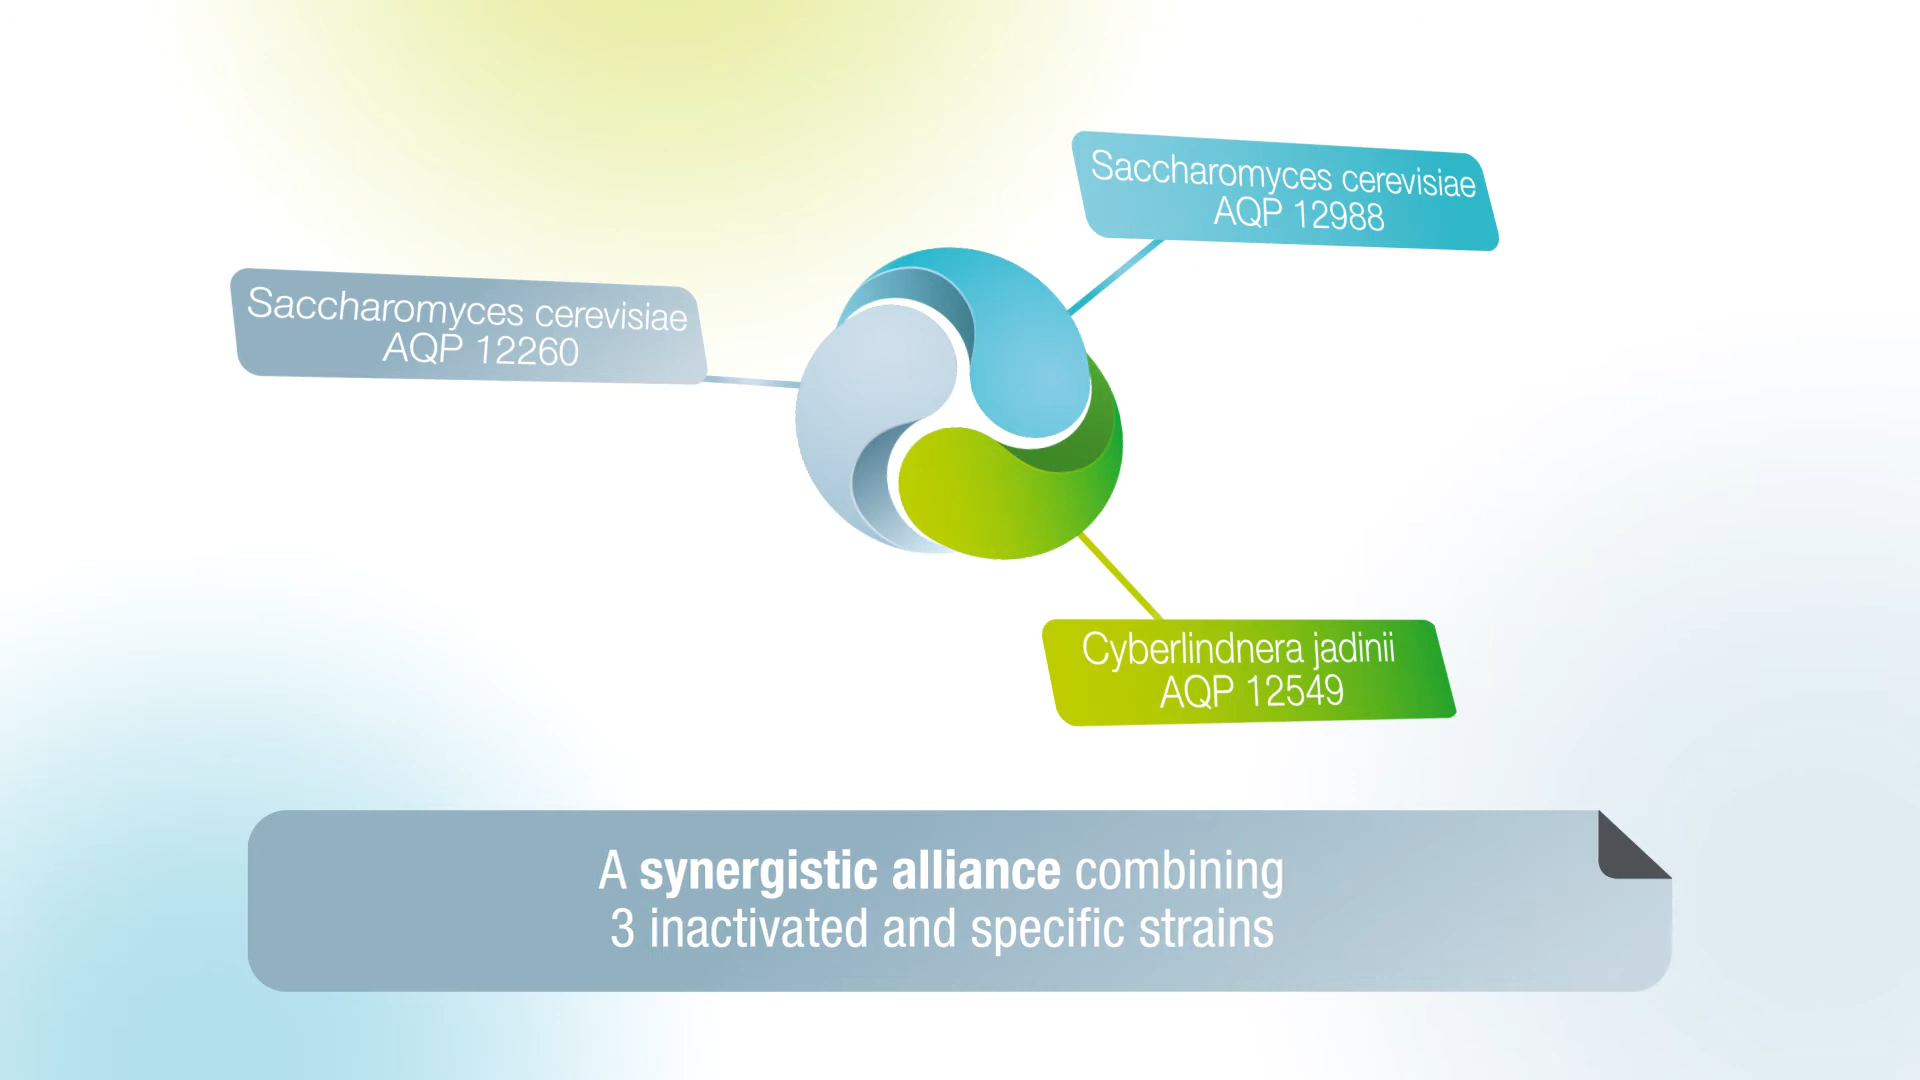 Saccharomyces cerevisiae
AQP 12988
Saccharomyces cerevisiae
AQP 12260
Cyberlindnera jadinii
AQP 12549
A synergistic alliance combining
3 inactivated and specific strains